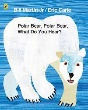 Bill Martin Jr / Eric Carle
Polar Bear, Polar Bear,
What Do You Hear?